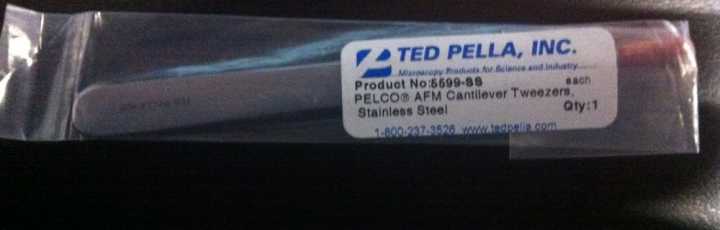 TED PELLA, INC.
Microscopy Products for Science and Industry
Product No:5599-SS each
PELCO® AFM Cantilever Tweezers,
Stainless Steel Qty:1
1-800-237-3526 www.tedpella.com